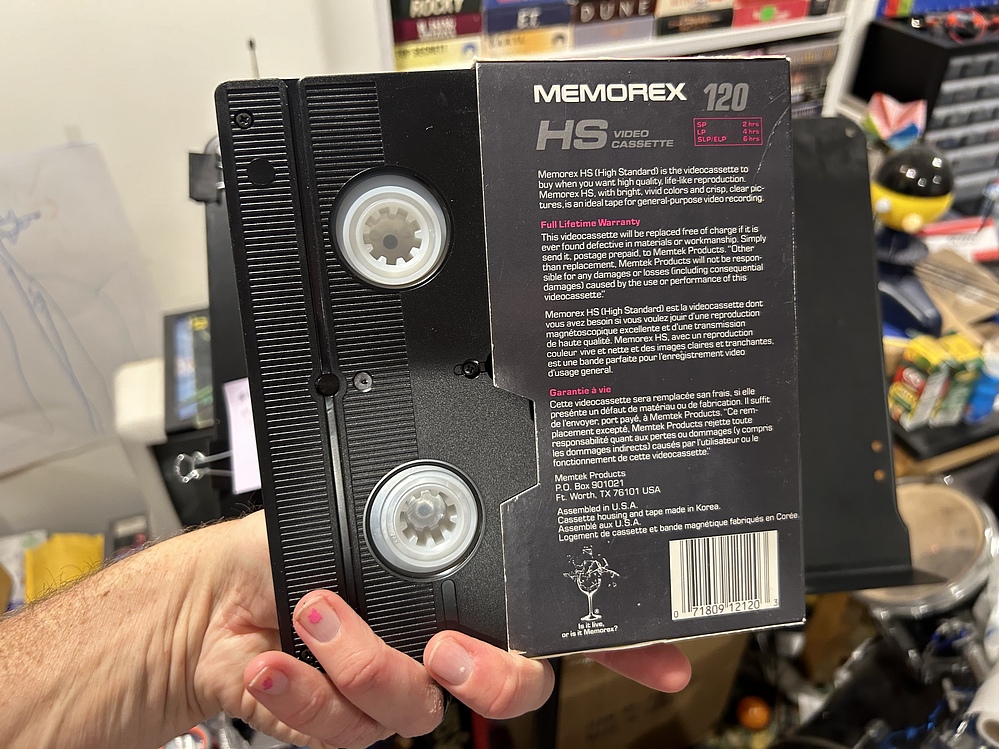 ROCKY
E.T.
DUNE
MEMOREX 120
HS VIDEO CASSETTE
SP 2 hrs
LP 4 hrs
SLP/ELP 6 hrs
Memorex HS (High Standard) is the videocassette to
buy when you want high quality, life-like reproduction.
Memorex HS, with bright, vivid colors and crisp, clear pic-
tures, is an ideal tape for general-purpose video recording.
Full Lifetime Warranty
This videocassette will be replaced free of charge if it is
ever found defective in materials or workmanship. Simply
send it, postage prepaid, to Memtek Products. "Other
than replacement, Memtek Products will not be respon-
sible for any damages or losses (including consequential
damages) caused by the use or performance of this
videocassette."
Memorex HS (High Standard) est la videocassette dont
vous avez besoin si vous voulez jouir d'une reproduction
magnétoscopique excellente et d'une transmission
de haute qualité. Memorex HS, avec un reproduction
couleur vive et nette et des images claires et tranchantes,
est une bande parfaite pour l'enregistrement video
d'usage general.
Garantie à vie
Cette videocassette sera remplacée san frais, si elle
présénte un défaut de matériau ou de fabrication. Il suffit
de l'envoyer, port payé, à Memtek Products. "Ce rem-
placement excepté, Memtek Products rejette toute
responsabilité quant aux pertes ou dommages (y compris
les dommages indirects) causés par l'utilisateur ou le
fonctionnement de cette videocassette."
Memtek Products
P.O. Box 901021
Ft. Worth, TX 76101 USA
Assembled in U.S.A.
Cassette housing and tape made in Korea.
Assemblé aux U.S.A.
Logement de cassette et bande magnétique fabriqués en Corée.
Is it live,
or is it Memorex?
0 71809 12120 3